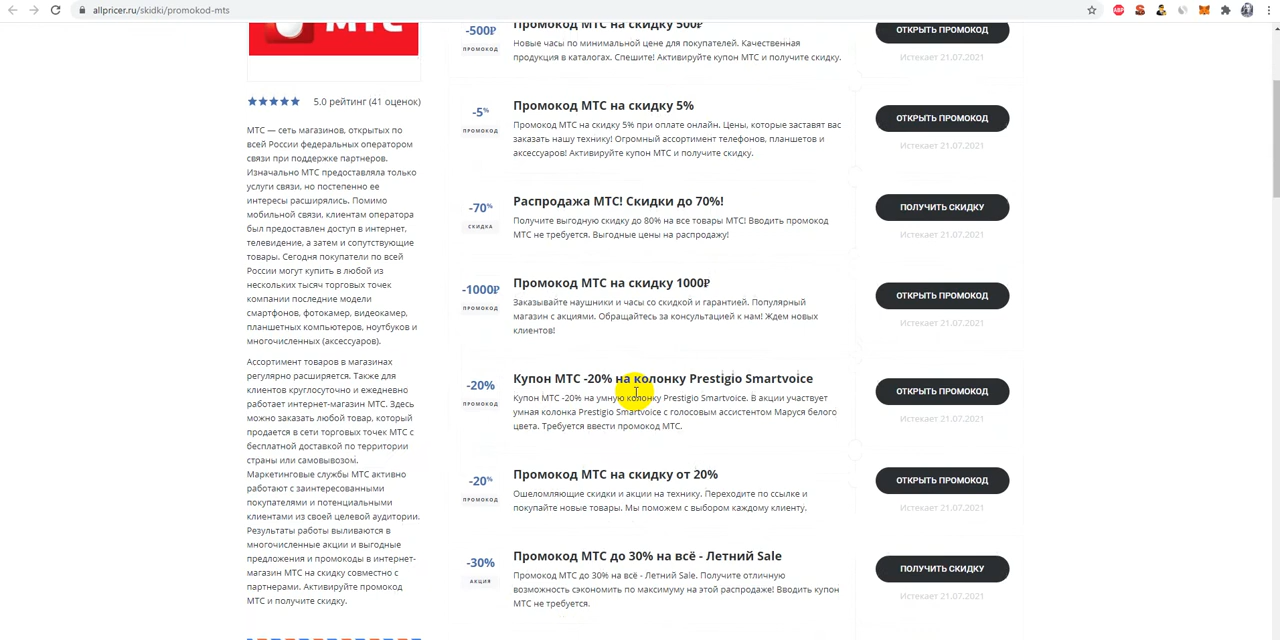 allpricer.ru/skidki/promokod-mts
МТС
5.0 рейтинг (41 оценок)
МТС — сеть магазинов, открытых по
всей России федеральных оператором
связи при поддержке партнеров.
Изначально МТС предоставляла только
услуги связи, но постепенно ее
интересы расширялись. Помимо
мобильной связи, клиентам оператора
был предоставлен доступ в интернет,
телевидение, а затем и сопутствующие
товары. Сегодня покупатели по всей
России могут купить в любой из
нескольких тысяч торговых точек
компании последние модели
смартфонов, фотокамер, видеокамер,
планшетных компьютеров, ноутбуков и
многочисленных (аксессуаров).
Ассортимент товаров в магазинах
регулярно расширяется. Также для
клиентов круглосуточно и ежедневно
работает интернет-магазин МТС. Здесь
можно заказать любой товар, который
продается в сети торговых точек МТС с
бесплатной доставкой по территории
страны или самовывозом.
Маркетинговые службы МТС активно
работают с заинтересованными
покупателями и потенциальными
клиентами из своей целевой аудитории.
Результаты работы выливаются в
многочисленные акции и выгодные
предложения и промокоды в интернет-
магазин МТС на скидку совместно с
партнерами. Активируйте промокод
МТС и получите скидку.
-500₽
ПРОМОКОД
Промокод МТС на скидку 500₽
Новые часы по минимальной цене для покупателей. Качественная
продукция в каталогах. Спешите! Активируйте купон МТС и получите скидку.
ОТКРЫТЬ ПРОМОКОД
Истекает 21.07.2021
-5%
ПРОМОКОД
Промокод МТС на скидку 5%
Промокод МТС на скидку 5% при оплате онлайн. Цены, которые заставят вас
заказать нашу технику! Огромный ассортимент телефонов, планшетов и
аксессуаров! Активируйте купон МТС и получите скидку.
ОТКРЫТЬ ПРОМОКОД
Истекает 21.07.2021
-70%
СКИДКА
Распродажа МТС! Скидки до 70%!
Получите выгодную скидку до 80% на все товары МТС! Вводить промокод
МТС не требуется. Выгодные цены на распродажу!
ПОЛУЧИТЬ СКИДКУ
Истекает 21.07.2021
-1000₽
ПРОМОКОД
Промокод МТС на скидку 1000₽
Заказывайте наушники и часы со скидкой и гарантией. Популярный
магазин с акциями. Обращайтесь за консультацией к нам! Ждем новых
клиентов!
ОТКРЫТЬ ПРОМОКОД
Истекает 21.07.2021
-20%
ПРОМОКОД
Купон МТС -20% на колонку Prestigio Smartvoice
Купон МТС -20% на умную колонку Prestigio Smartvoice. В акции участвует
умная колонка Prestigio Smartvoice с голосовым ассистентом Маруся белого
цвета. Требуется ввести промокод МТС.
ОТКРЫТЬ ПРОМОКОД
Истекает 21.07.2021
-20%
ПРОМОКОД
Промокод МТС на скидку от 20%
Ошеломляющие скидки и акции на технику. Переходите по ссылке и
покупайте новые товары. Мы поможем с выбором каждому клиенту.
ОТКРЫТЬ ПРОМОКОД
Истекает 21.07.2021
-30%
АКЦИЯ
Промокод МТС до 30% на всё - Летний Sale
Промокод МТС до 30% на всё - Летний Sale. Получите отличную
возможность сэкономить по максимуму на этой распродаже! Вводить купон
МТС не требуется.
ПОЛУЧИТЬ СКИДКУ
Истекает 21.07.2021